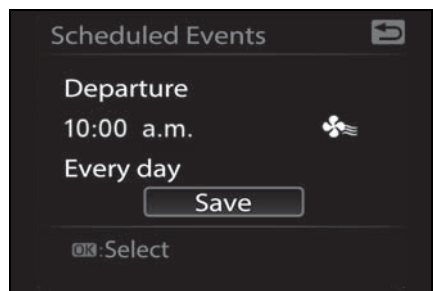 Scheduled Events
Departure
10:00 a.m.
Every day
Save
OK:Select